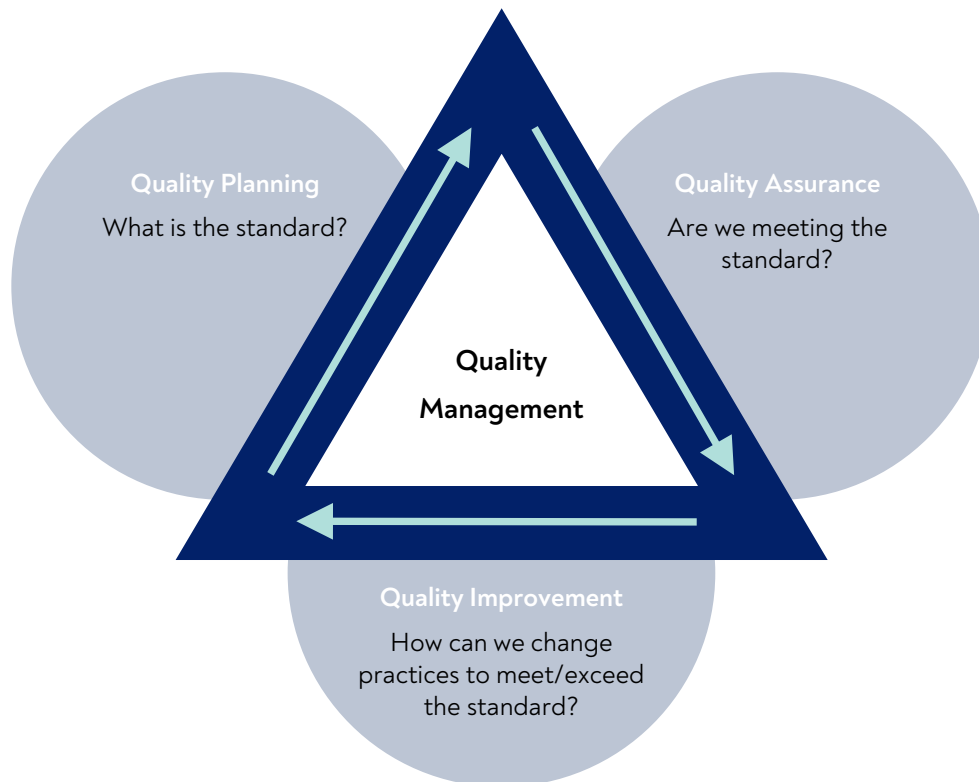 Quality Planning
What is the standard?
Quality Assurance
Are we meeting the
standard?
Quality
Management
Quality Improvement
How can we change
practices to meet/exceed
the standard?